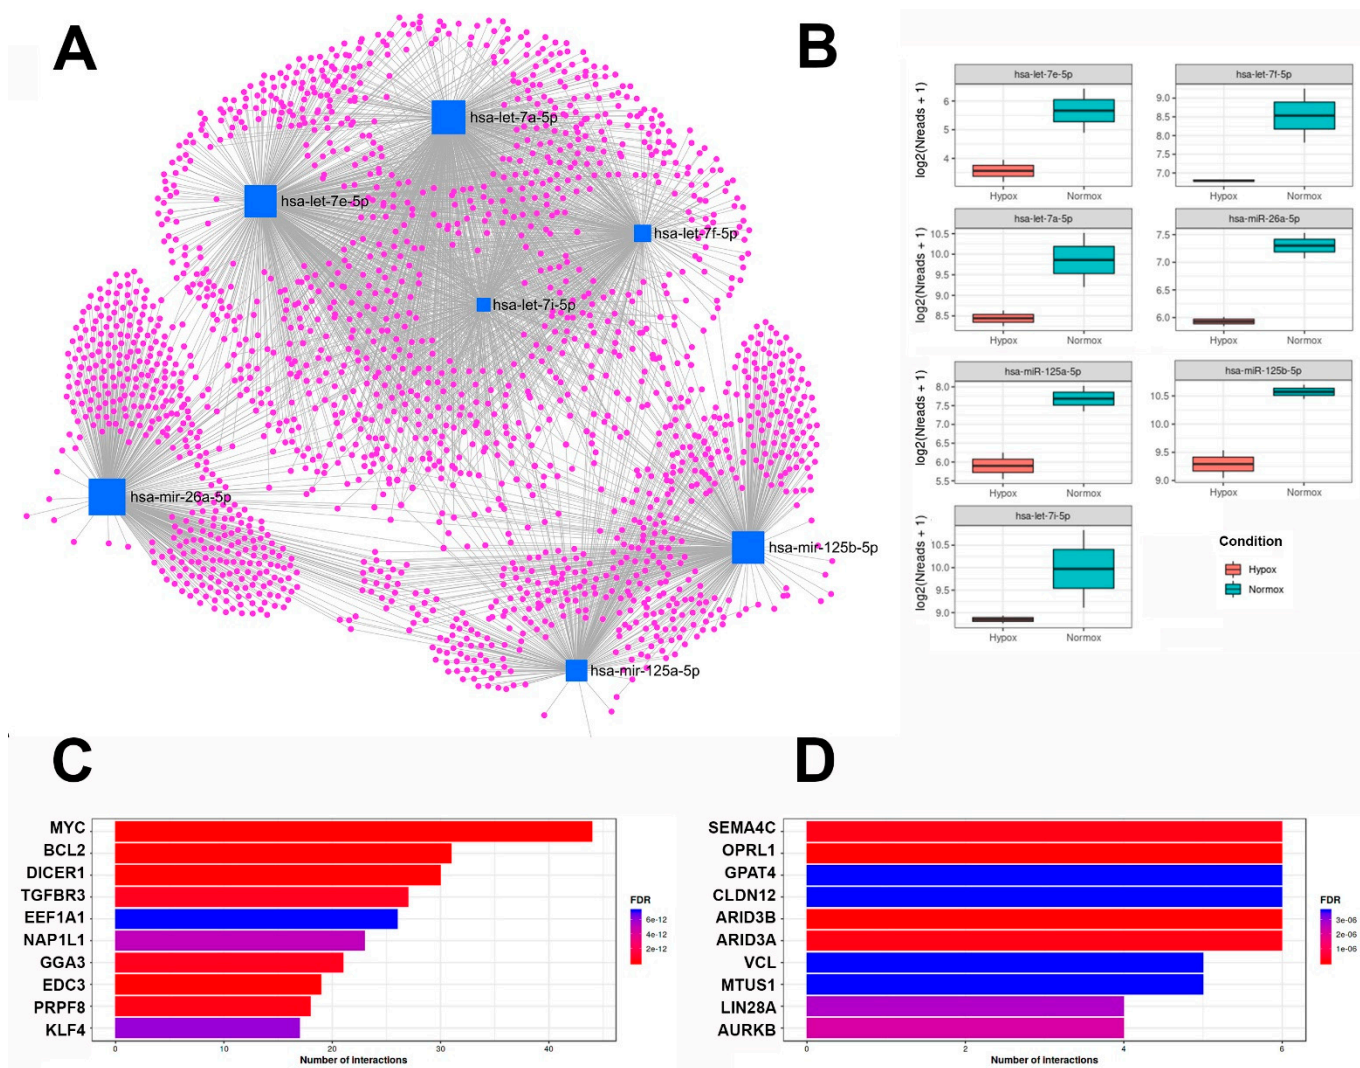 A
hsa-let-7a-5p
hsa-let-7e-5p
hsa-let-7f-5p
hsa-let-7i-5p
hsa-mir-26a-5p
hsa-mir-125b-5p
hsa-mir-125a-5p
B
hsa-let-7e-5p
log2(Nreads + 1)
6
5
4
Hypox
Normox
hsa-let-7f-5p
9.0
8.5
8.0
7.5
7.0
Hypox
Normox
hsa-let-7a-5p
log2(Nreads + 1)
10.5
10.0
9.5
9.0
8.5
Hypox
Normox
hsa-miR-26a-5p
7.5
7.0
6.5
6.0
Hypox
Normox
hsa-miR-125a-5p
log2(Nreads + 1)
8.0
7.5
7.0
6.5
6.0
5.5
Hypox
Normox
hsa-miR-125b-5p
10.5
10.0
9.5
9.0
Hypox
Normox
hsa-let-7i-5p
log2(Nreads + 1)
10.5
10.0
9.5
9.0
Hypox
Normox
Condition
Hypox
Normox
C
MYC
BCL2
DICER1
TGFBR3
EEF1A1
NAP1L1
GGA3
EDC3
PRPF8
KLF4
0
10
20
30
40
Number of interactions
FDR
6e-12
4e-12
2e-12
D
SEMA4C
OPRL1
GPAT4
CLDN12
ARID3B
ARID3A
VCL
MTUS1
LIN28A
AURKB
0
2
4
6
Number of interactions
FDR
3e-06
2e-06
1e-06